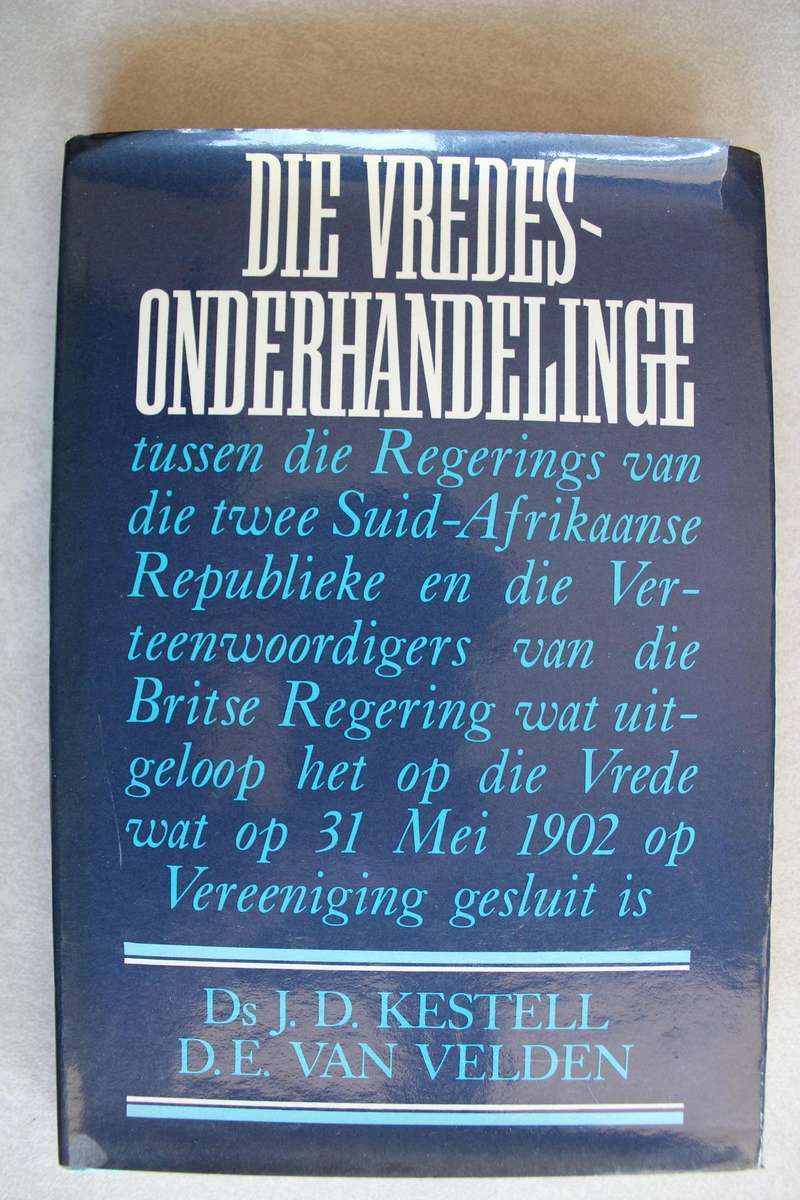 DIE VREDES-
ONDERHANDELINGE
tussen die Regerings van
die twee Suid-Afrikaanse
Republieke en die Ver-
teenwoordigers van die
Britse Regering wat uit-
geloop het op die Vrede
wat op 31 Mei 1902 op
Vereeniging gesluit is
Ds J. D. KESTELL
D.E. VAN VELDEN